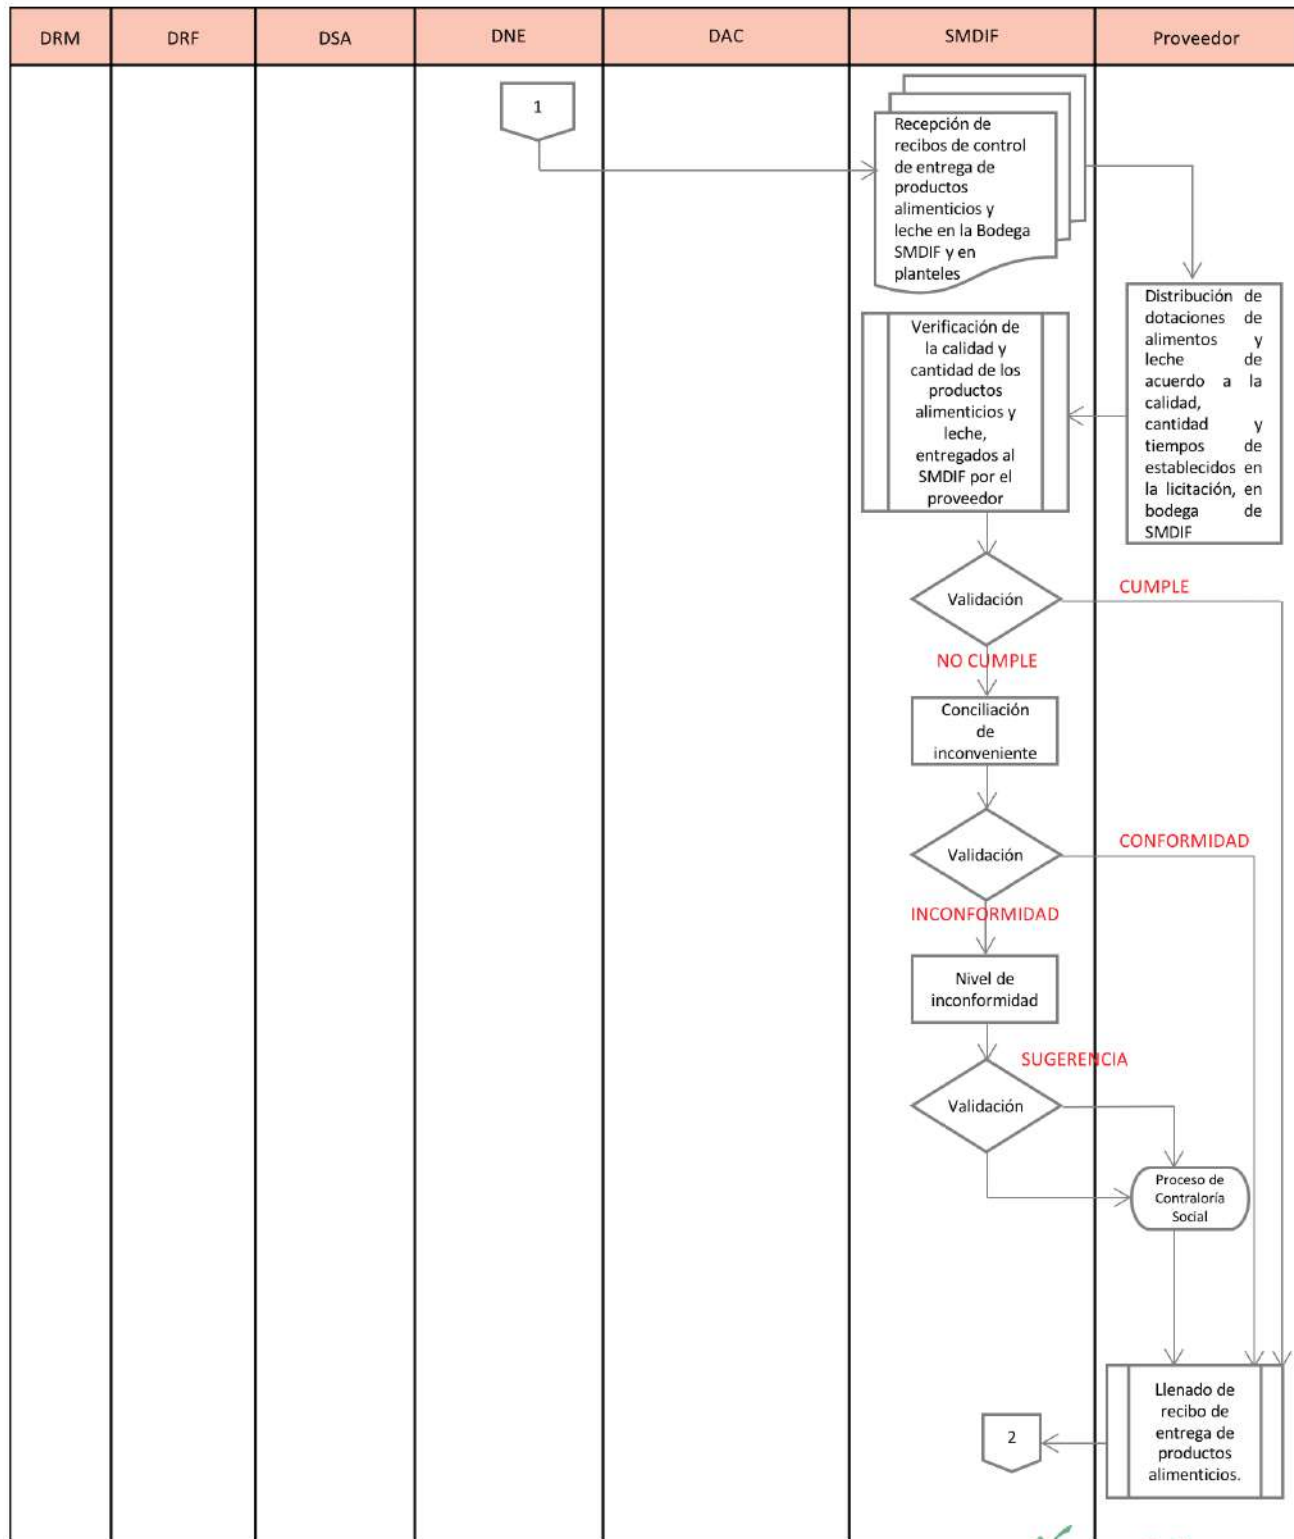 DRM
DRF
DSA
DNE
DAC
SMDIF
Proveedor
1
Recepción de
recibos de control
de entrega de
productos
alimenticios y
leche en la Bodega
SMDIF y en
planteles
Distribución de
dotaciones de
alimentos y
leche de
acuerdo a la
calidad,
cantidad y
tiempos de
establecidos en
la licitación, en
bodega de
SMDIF
Verificación de
la calidad y
cantidad de los
productos
alimenticios y
leche,
entregados al
SMDIF por el
proveedor
Validación
CUMPLE
NO CUMPLE
Conciliación
de
inconveniente
Validación
CONFORMIDAD
INCONFORMIDAD
Nivel de
inconformidad
SUGERENCIA
Validación
Proceso de
Contraloría
Social
Llenado de
recibo de
entrega de
productos
alimenticios.
2